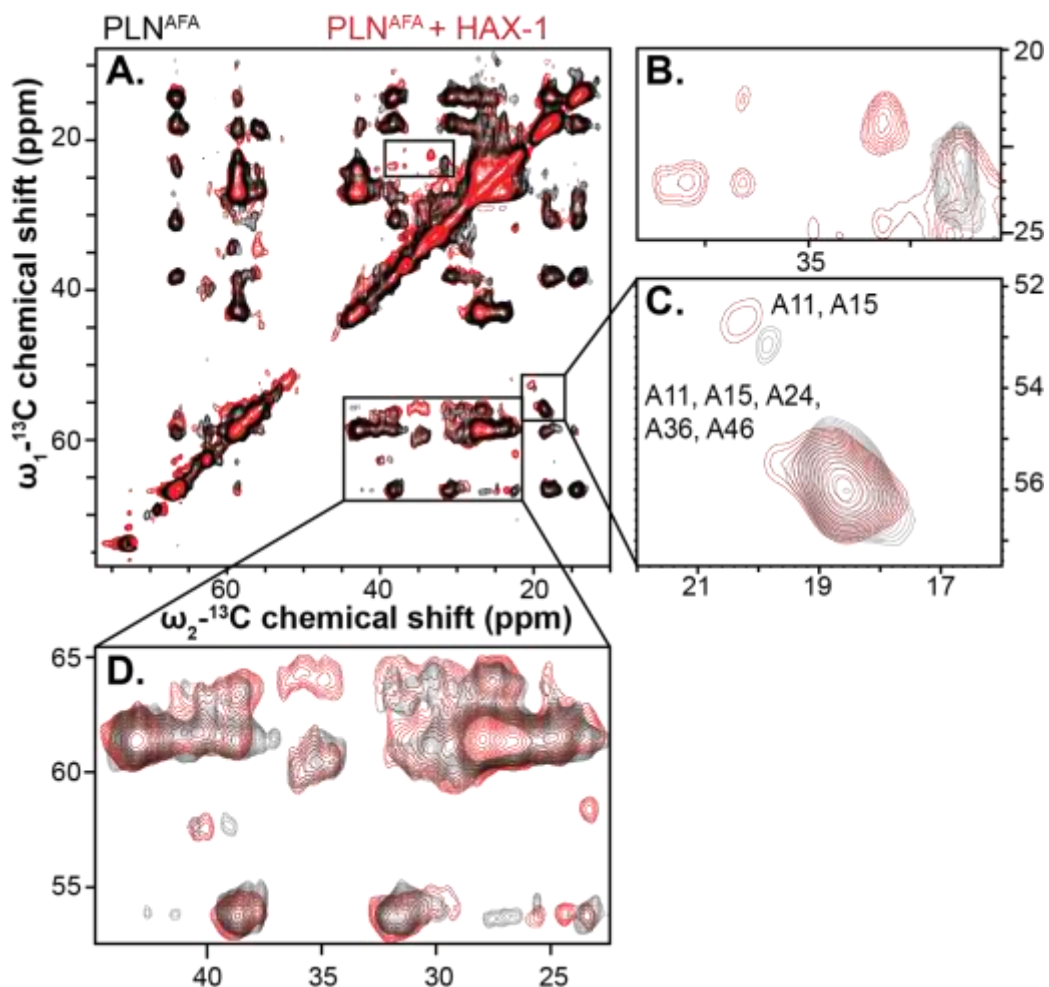 PLN^AFA PLN^AFA + HAX-1
A.
20
40
60
60 40 20
ω₁-¹³C chemical shift (ppm)
ω₂-¹³C chemical shift (ppm)
B.
20
25
35
C.
A11, A15
A11, A15, A24,
A36, A46
52
54
56
21 19 17
D.
65
60
55
40 35 30 25